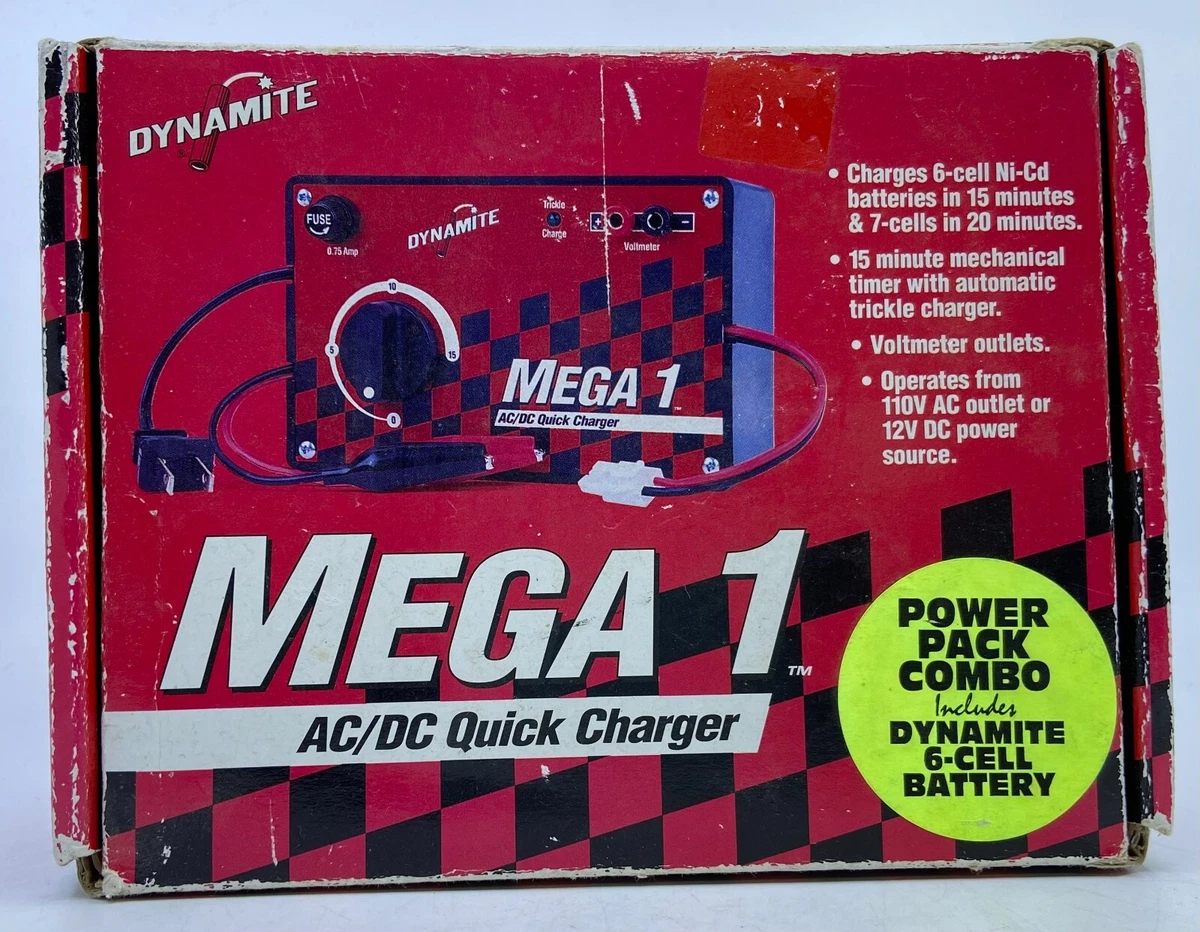 DYNAMITE
®
FUSE
0.75 Amp
DYNAMITE
Trickle
Charge
+
-
Voltmeter
10
5
15
0
MEGA 1
™
AC/DC Quick Charger
• Charges 6-cell Ni-Cd
batteries in 15 minutes
& 7-cells in 20 minutes.
• 15 minute mechanical
timer with automatic
trickle charger.
• Voltmeter outlets.
• Operates from
110V AC outlet or
12V DC power
source.
MEGA 1
™
AC/DC Quick Charger
POWER
PACK
COMBO
Includes
DYNAMITE
6-CELL
BATTERY